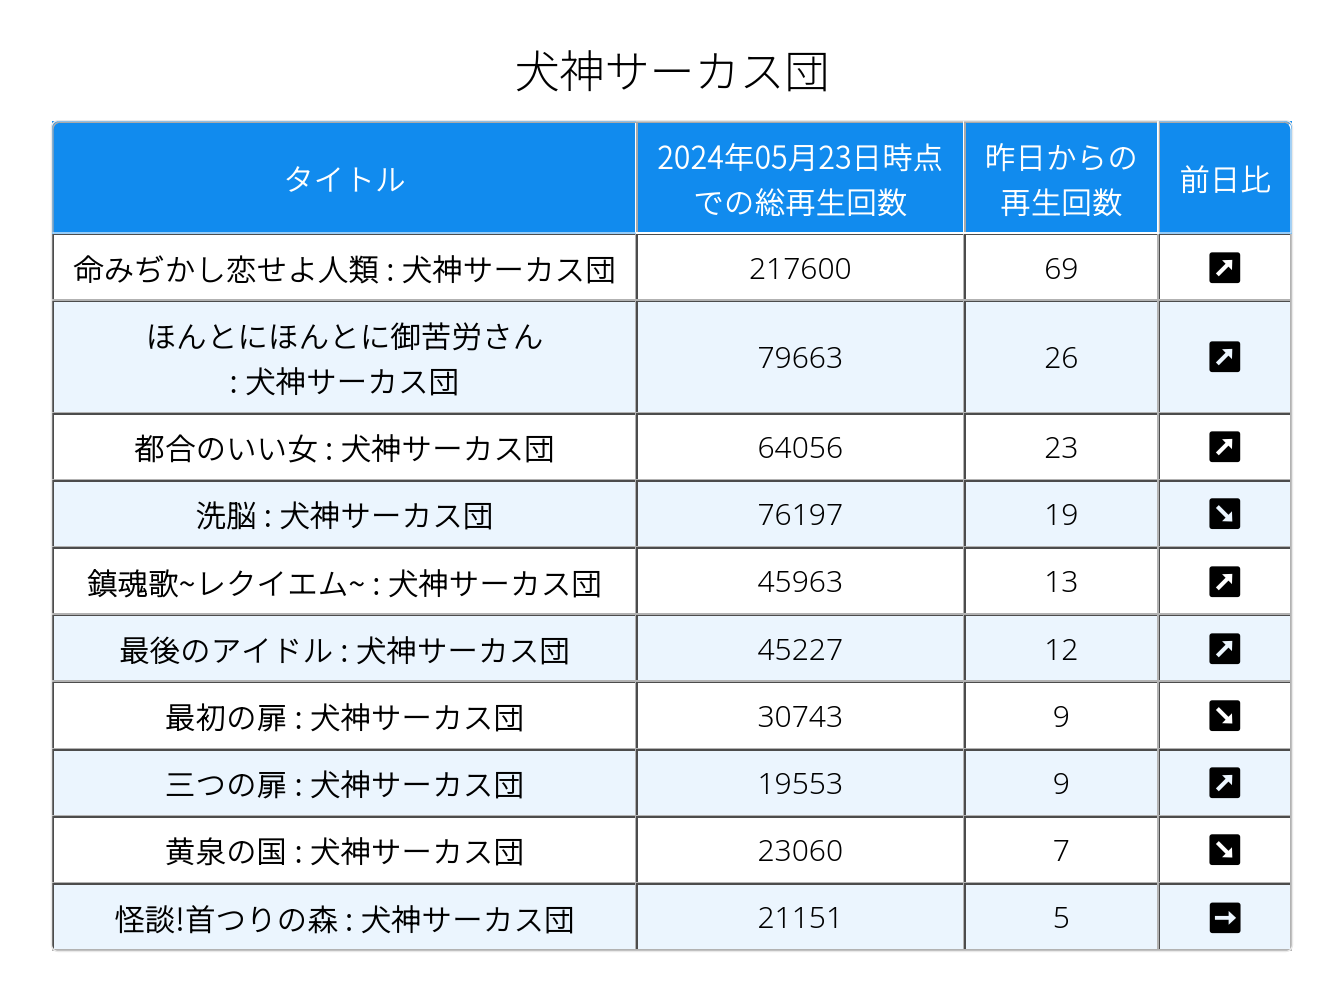 犬神サーカス団
タイトル
2024年05月23日時点
での総再生回数
昨日からの
再生回数
前日比
命みぢかし恋せよ人類 : 犬神サーカス団
217600
69
↗
ほんとにほんとに御苦労さん
: 犬神サーカス団
79663
26
↗
都合のいい女 : 犬神サーカス団
64056
23
↗
洗脳 : 犬神サーカス団
76197
19
↘
鎮魂歌~レクイエム~ : 犬神サーカス団
45963
13
↗
最後のアイドル : 犬神サーカス団
45227
12
↗
最初の扉 : 犬神サーカス団
30743
9
↘
三つの扉 : 犬神サーカス団
19553
9
↗
黄泉の国 : 犬神サーカス団
23060
7
↘
怪談!首つりの森 : 犬神サーカス団
21151
5
→